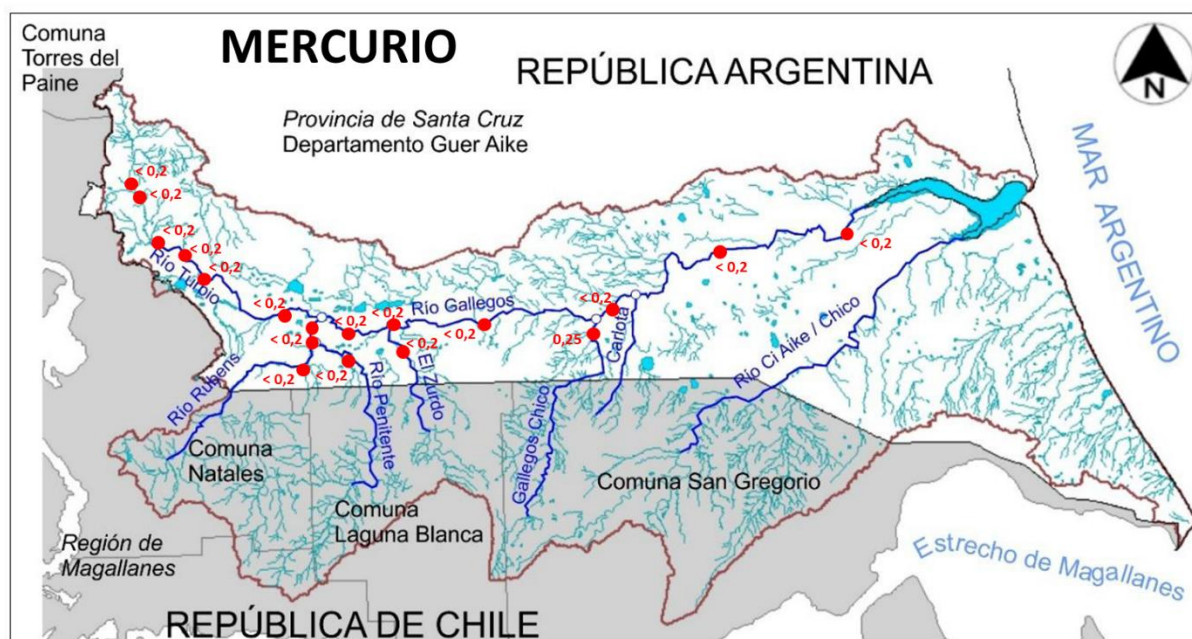 Comuna
Torres del
Paine
MERCURIO
REPÚBLICA ARGENTINA
N
Provincia de Santa Cruz
Departamento Guer Aike
MAR ARGENTINO
< 0,2
< 0,2
< 0,2
< 0,2
< 0,2
Río Turbio
< 0,2
< 0,2
< 0,2
Río Gallegos
< 0,2
< 0,2
< 0,2
< 0,2
< 0,2
0,25
Carlota
< 0,2
< 0,2
< 0,2
Río Rubens
Río Penitente
El Zurdo
Gallegos Chico
Río Ci Aike / Chico
Comuna
Natales
Comuna
Laguna Blanca
Comuna San Gregorio
Región de
Magallanes
Estrecho de Magallanes
REPÚBLICA DE CHILE